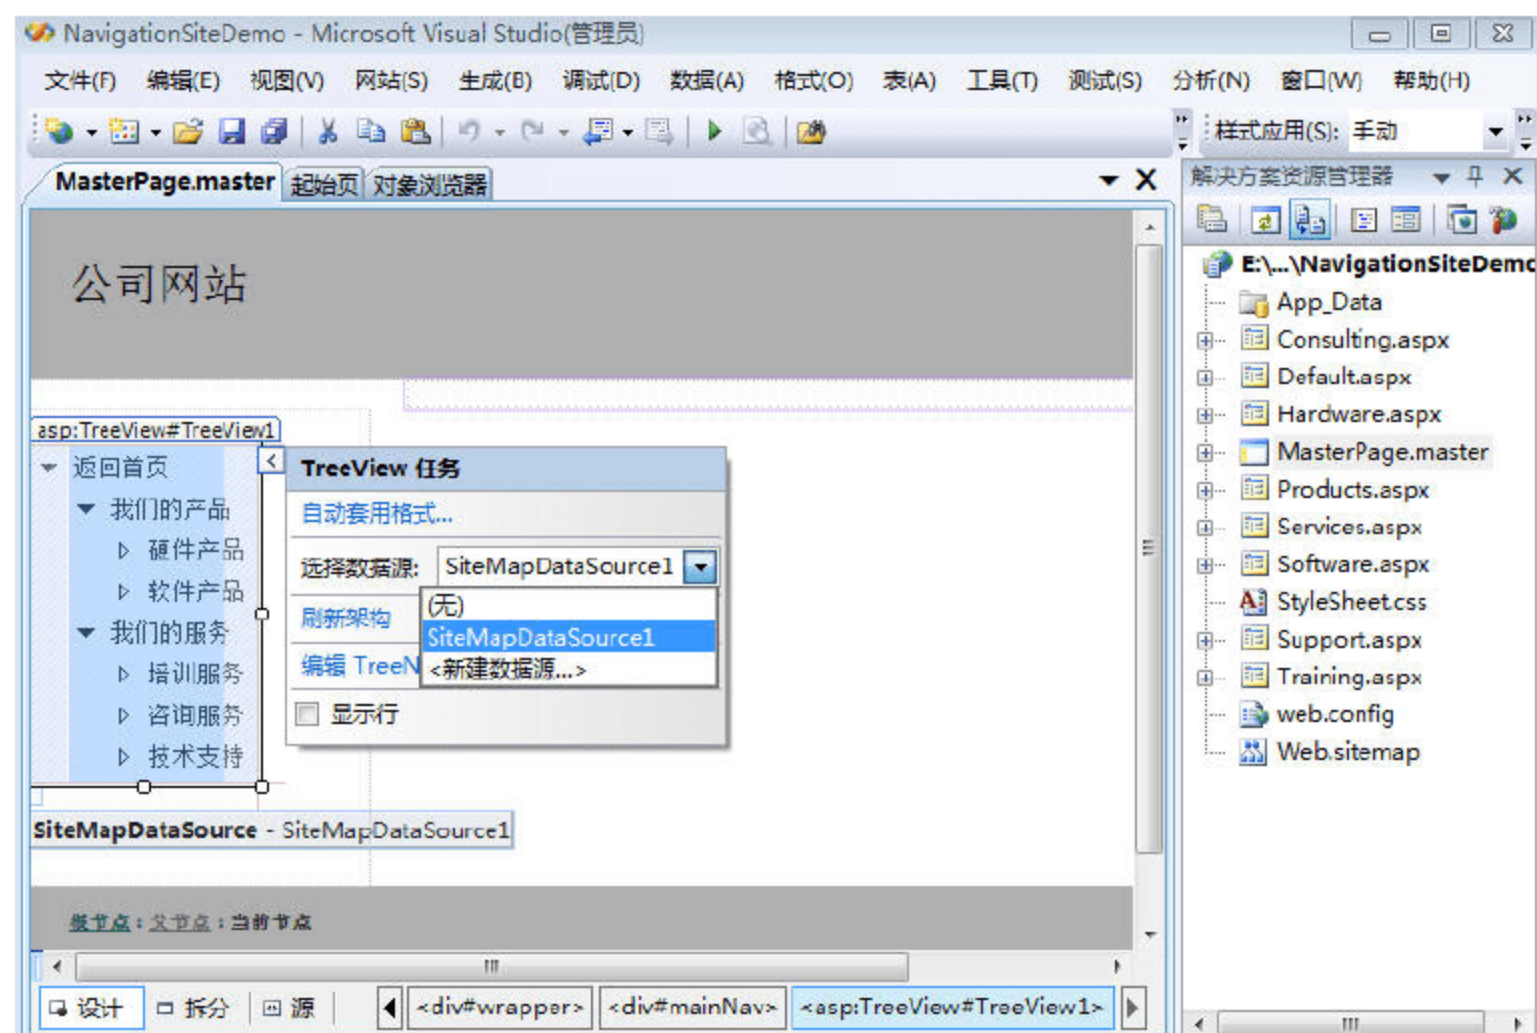 NavigationSiteDemo - Microsoft Visual Studio(管理员)
文件(F) 编辑(E) 视图(V) 网站(S) 生成(B) 调试(D) 数据(A) 格式(O) 表(A) 工具(T) 测试(S) 分析(N) 窗口(W) 帮助(H)
样式应用(S): 手动
MasterPage.master 起始页 对象浏览器
公司网站
asp:TreeView#TreeView1
返回首页
我们的产品
硬件产品
软件产品
我们的服务
培训服务
咨询服务
技术支持
TreeView 任务
自动套用格式...
选择数据源: SiteMapDataSource1
(无)
SiteMapDataSource1
<新建数据源...>
刷新架构
编辑 TreeN
显示行
SiteMapDataSource - SiteMapDataSource1
根节点 : 父节点 : 当前节点
设计 拆分 源 <div#wrapper> <div#mainNav> <asp:TreeView#TreeView1>
解决方案资源管理器
E:\...\NavigationSiteDemo
App_Data
Consulting.aspx
Default.aspx
Hardware.aspx
MasterPage.master
Products.aspx
Services.aspx
Software.aspx
StyleSheet.css
Support.aspx
Training.aspx
web.config
Web.sitemap